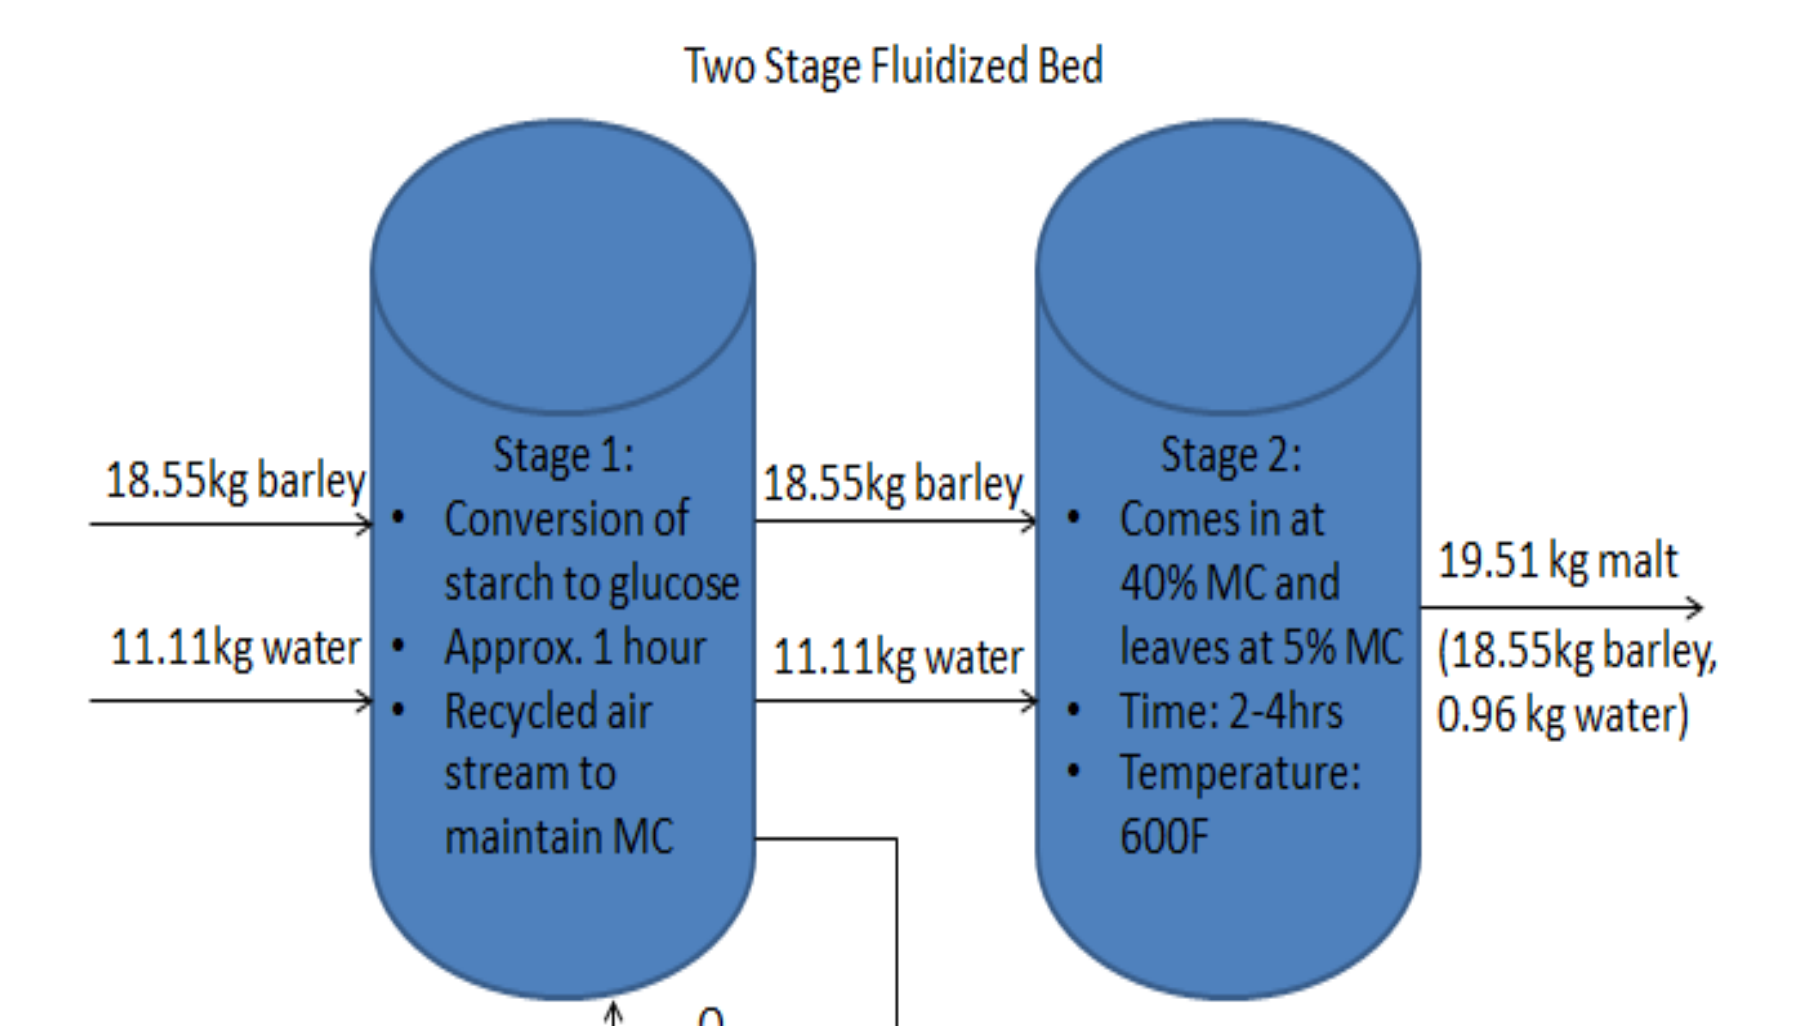 Two Stage Fluidized Bed
18.55kg barley
11.11kg water
Stage 1:
• Conversion of
starch to glucose
• Approx. 1 hour
• Recycled air
stream to
maintain MC
18.55kg barley
11.11kg water
Stage 2:
• Comes in at
40% MC and
leaves at 5% MC
• Time: 2-4hrs
• Temperature:
600F
19.51 kg malt
(18.55kg barley,
0.96 kg water)